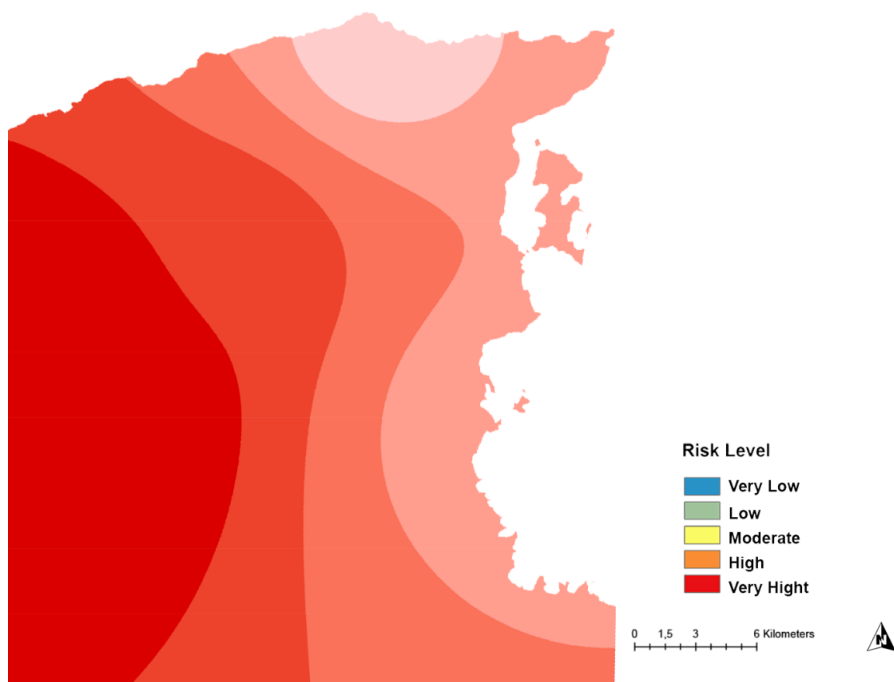 Risk Level
Very Low
Low
Moderate
High
Very Hight
0 1,5 3 6 Kilometers
N